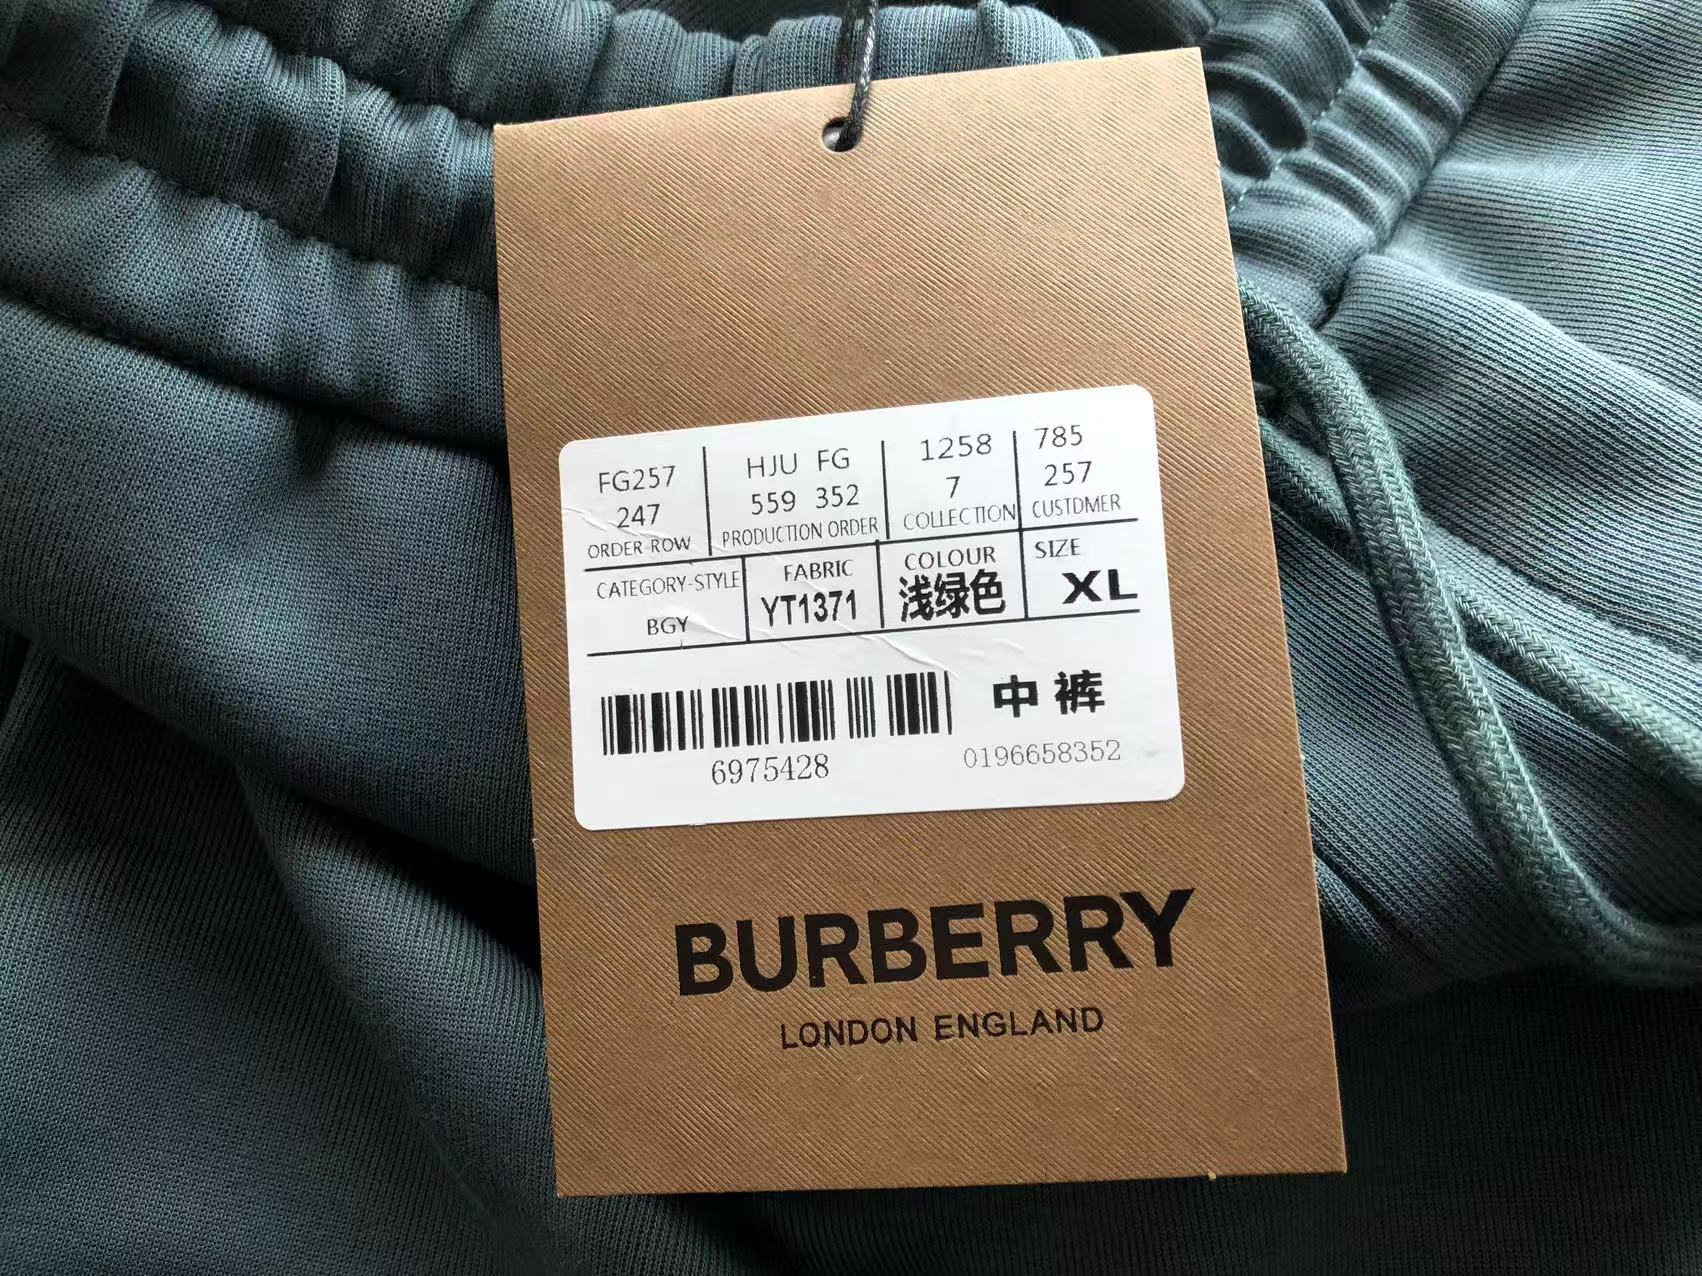 FG257
247
ORDER-ROW
HJU FG
559 352
PRODUCTION ORDER
1258
7
COLLECTION
785
257
CUSTDMER
CATEGORY-STYLE
BGY
FABRIC
YT1371
COLOUR
浅绿色
SIZE
XL
6975428
中裤
0196658352
BURBERRY
LONDON ENGLAND